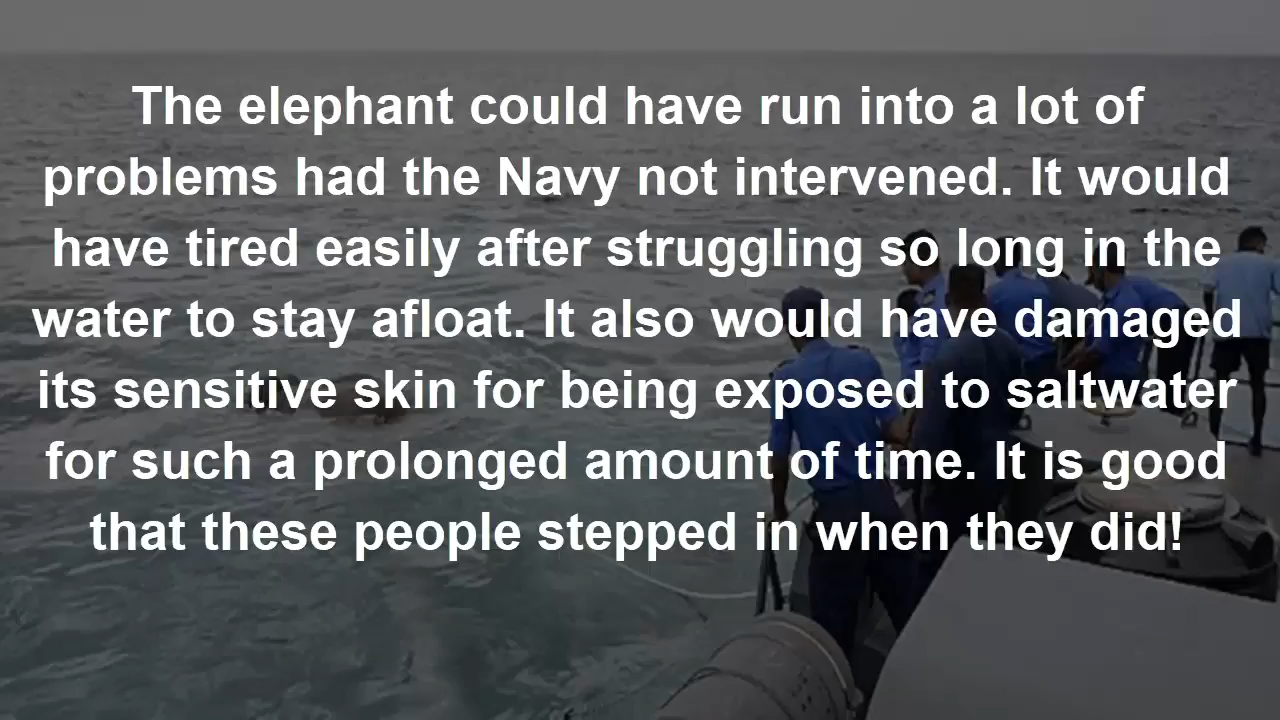 The elephant could have run into a lot of
problems had the Navy not intervened. It would
have tired easily after struggling so long in the
water to stay afloat. It also would have damaged
its sensitive skin for being exposed to saltwater
for such a prolonged amount of time. It is good
that these people stepped in when they did!